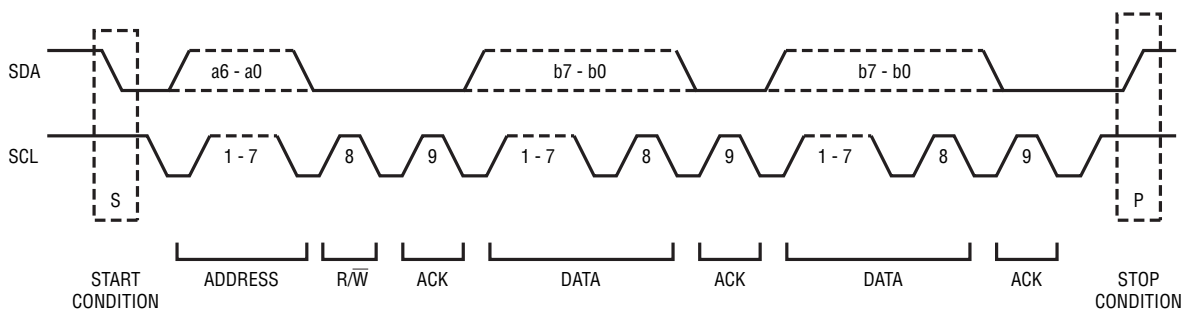 SDA
a6 - a0
b7 - b0
b7 - b0
SCL
1 - 7
8
9
1 - 7
8
9
1 - 7
8
9
S
P
START
CONDITION
ADDRESS
R/W̅
ACK
DATA
ACK
DATA
ACK
STOP
CONDITION